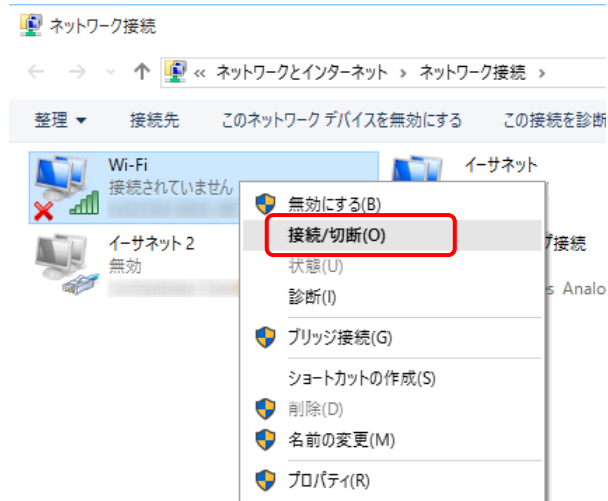 ネットワーク接続
« ネットワークとインターネット › ネットワーク接続 ›
整理 ▼ 接続先 このネットワーク デバイスを無効にする この接続を診断
Wi-Fi
接続されていません
イーサネット
イーサネット 2
無効
プ接続
s Analo
無効にする(B)
接続/切断(O)
状態(U)
診断(I)
ブリッジ接続(G)
ショートカットの作成(S)
削除(D)
名前の変更(M)
プロパティ(R)